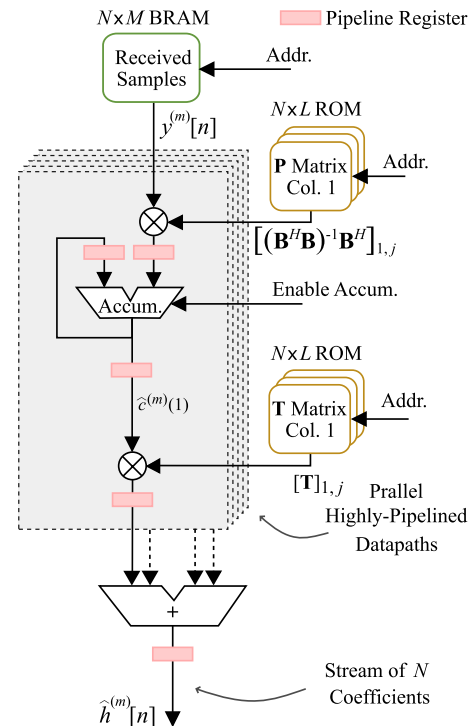 N×M BRAM
Pipeline Register
Received
Samples
Addr.
y^(m)[n]
N×L ROM
P Matrix
Col. 1
Addr.
[(B^H B)^-1 B^H]_1,j
Accum.
Enable Accum.
N×L ROM
ĉ^(m)(1)
T Matrix
Col. 1
Addr.
[T]_1,j
Prallel
Highly-Pipelined
Datapaths
+
ĥ^(m)[n]
Stream of N
Coefficients